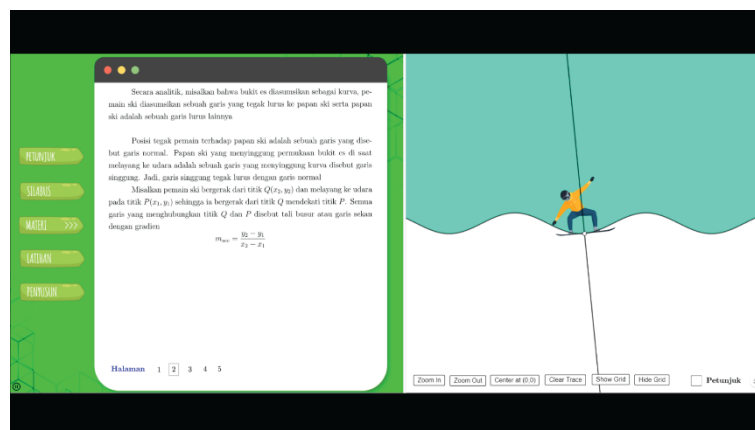 Secara analitik, misalkan bahwa bukit es diasumsikan sebagai kurva, pe-
main ski diasumsikan sebuah garis yang tegak lurus ke papan ski serta papan
ski adalah sebuah garis lurus lainnya
Posisi tegak pemain terhadap papan ski adalah sebuah garis yang dise-
but garis normal. Papan ski yang menyinggung permukaan bukit es di saat
melayang ke udara adalah sebuah garis yang menyinggung kurva disebut garis
singgung. Jadi, garis singgung tegak lurus dengan garis normal
Misalkan pemain ski bergerak dari titik Q(x₂, y₂) dan melayang ke udara
pada titik P(x₁, y₁) sehingga ia bergerak dari titik Q mendekati titik P. Semua
garis yang menghubungkan titik Q dan P disebut tali busur atau garis sekan
dengan gradien
m_sec = (y₂ − y₁) / (x₂ − x₁)
PETUNJUK
SILABUS
MATERI >>>
LATIHAN
PENYUSUN
Halaman 1 2 3 4 5
Zoom In Zoom Out Center at (0,0) Clear Trace Show Grid Hide Grid Petunjuk